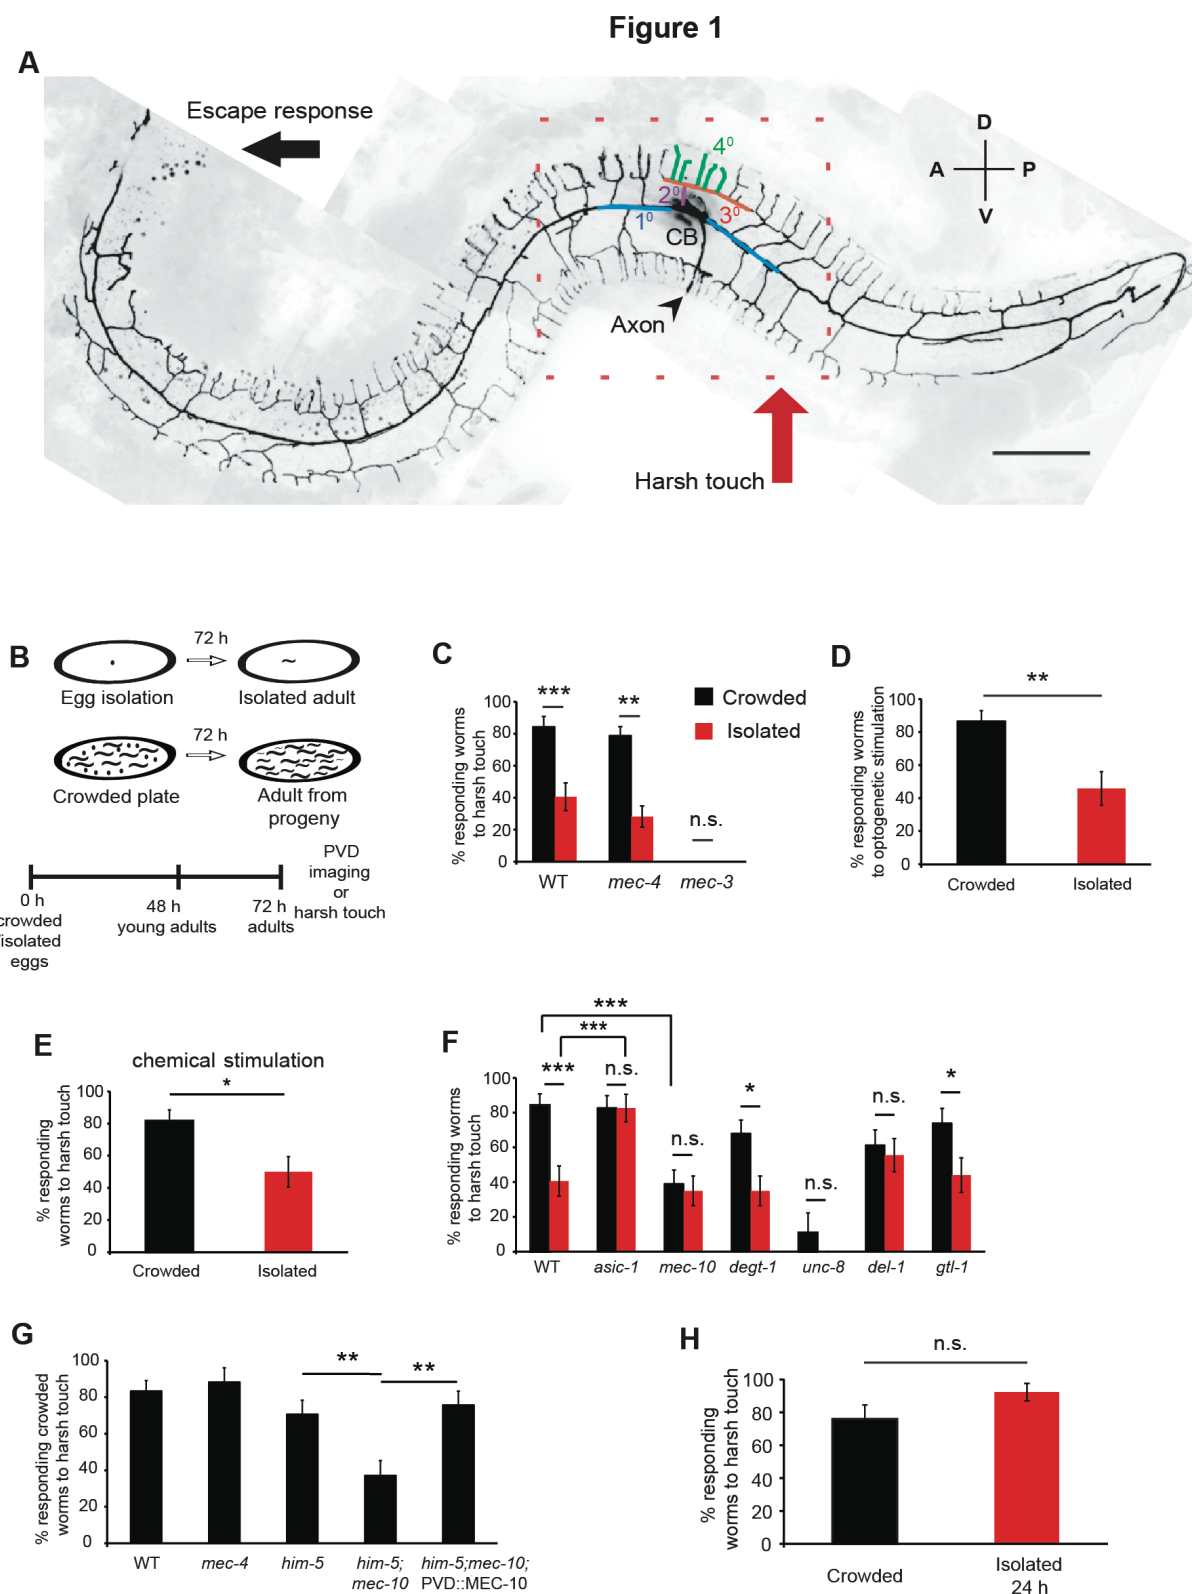 Figure 1
A
Escape response
4⁰
2⁰
3⁰
1⁰
CB
Axon
D
A P
V
Harsh touch
B
72 h
Egg isolation
Isolated adult
72 h
Crowded plate
Adult from
progeny
PVD
imaging
or
harsh touch
0 h
crowded
/isolated
eggs
48 h
young adults
72 h
adults
C
% responding worms
to harsh touch
100
80
60
40
20
0
***
**
n.s.
Crowded
Isolated
WT
mec-4
mec-3
D
% responding worms
to optogenetic stimulation
100
80
60
40
20
0
**
Crowded
Isolated
E
chemical stimulation
% responding
worms to harsh touch
100
80
60
40
20
0
*
Crowded
Isolated
F
% responding worms
to harsh touch
100
80
60
40
20
0
***
***
***
n.s.
n.s.
*
n.s.
n.s.
*
WT
asic-1
mec-10
degt-1
unc-8
del-1
gtl-1
G
% responding crowded
worms to harsh touch
100
80
60
40
20
0
**
**
WT
mec-4
him-5
him-5;
mec-10
him-5;mec-10;
PVD::MEC-10
H
% responding
worms to harsh touch
100
80
60
40
20
0
n.s.
Crowded
Isolated
24 h